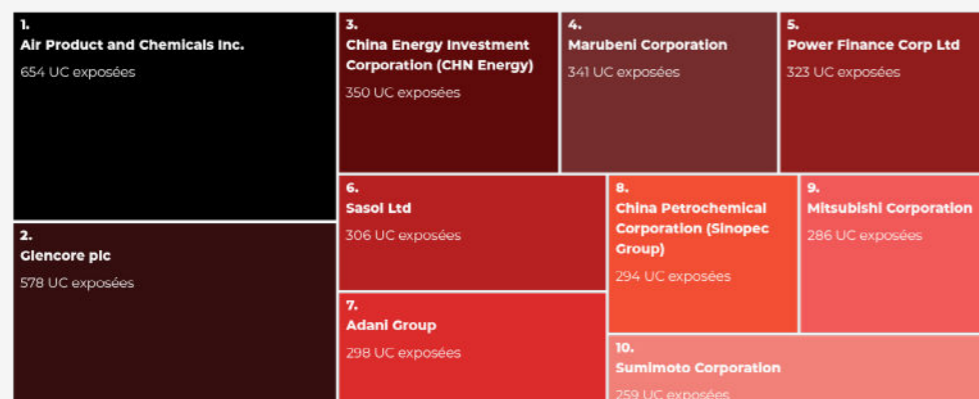 1.
Air Product and Chemicals Inc.
654 UC exposées
2.
Glencore plc
578 UC exposées
3.
China Energy Investment
Corporation (CHN Energy)
350 UC exposées
4.
Marubeni Corporation
341 UC exposées
5.
Power Finance Corp Ltd
323 UC exposées
6.
Sasol Ltd
306 UC exposées
7.
Adani Group
298 UC exposées
8.
China Petrochemical
Corporation (Sinopec
Group)
294 UC exposées
9.
Mitsubishi Corporation
286 UC exposées
10.
Sumimoto Corporation
259 UC exposées